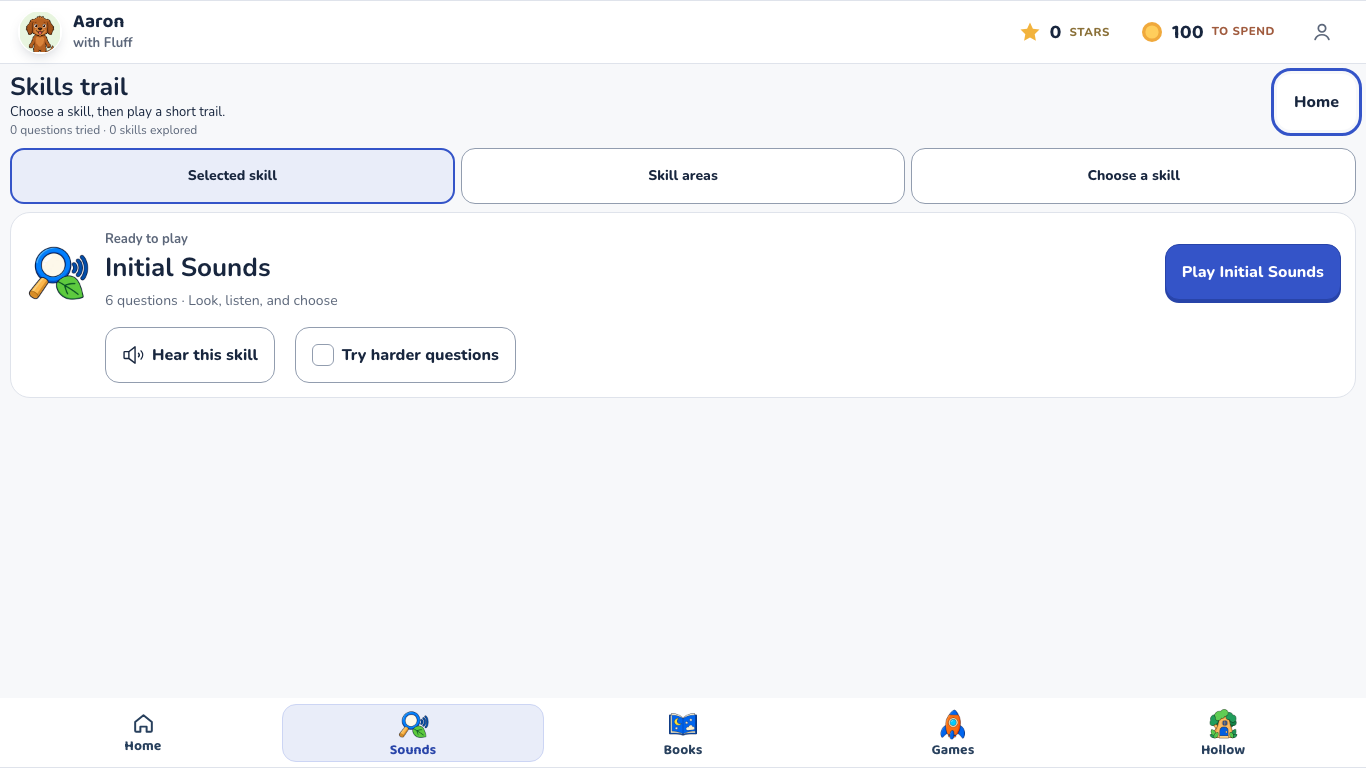 Aaron
with Fluff
0 STARS
100 TO SPEND
Skills trail
Choose a skill, then play a short trail.
0 questions tried · 0 skills explored
Home
Selected skill
Skill areas
Choose a skill
Ready to play
Initial Sounds
6 questions · Look, listen, and choose
Play Initial Sounds
Hear this skill
Try harder questions
Home
Sounds
Books
Games
Hollow